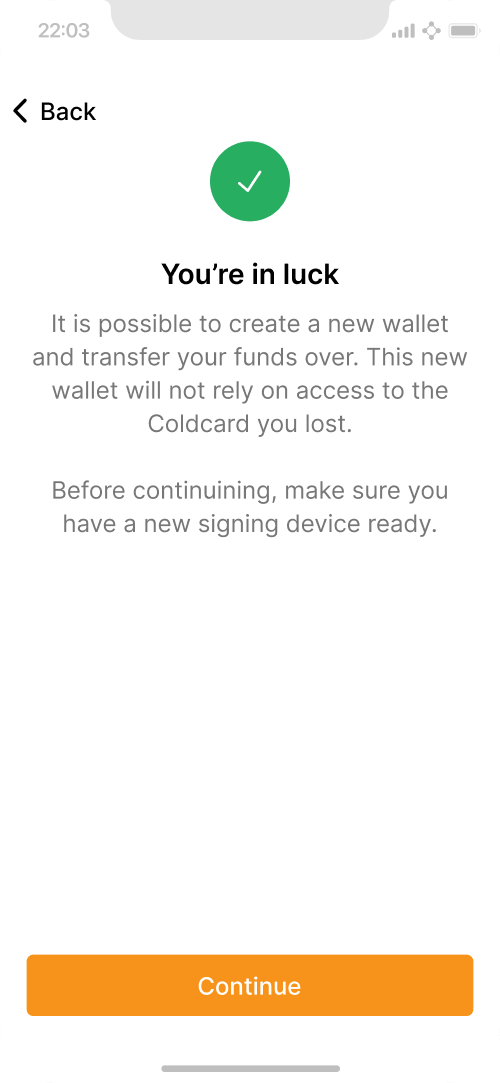 22:03
Back
You’re in luck
It is possible to create a new wallet
and transfer your funds over. This new
wallet will not rely on access to the
Coldcard you lost.
Before continuining, make sure you
have a new signing device ready.
Continue